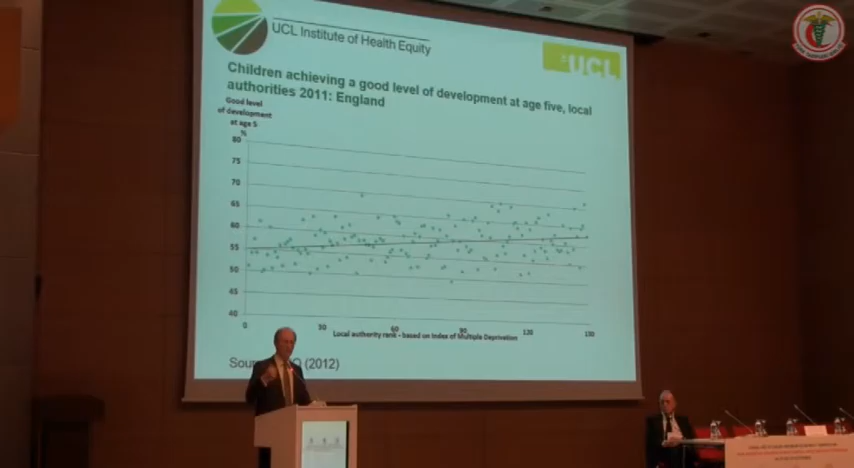 UCL Institute of Health Equity
UCL
Children achieving a good level of development at age five, local
authorities 2011: England
Good level
of development
at age 5
%
80
75
70
65
60
55
50
45
40
0
30
60
90
120
150
Local authority rank - based on Index of Multiple Deprivation
(2012)